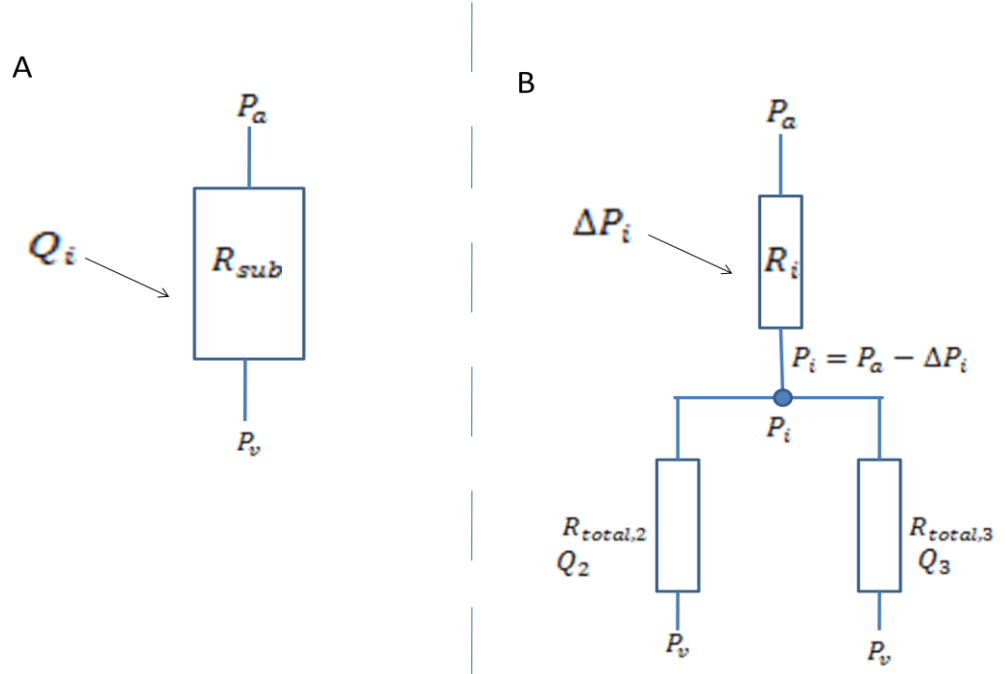 A
P_a
Q_i
R_sub
P_v
B
P_a
ΔP_i
R_i
P_i = P_a − ΔP_i
P_i
R_total,2
Q_2
R_total,3
Q_3
P_v
P_v